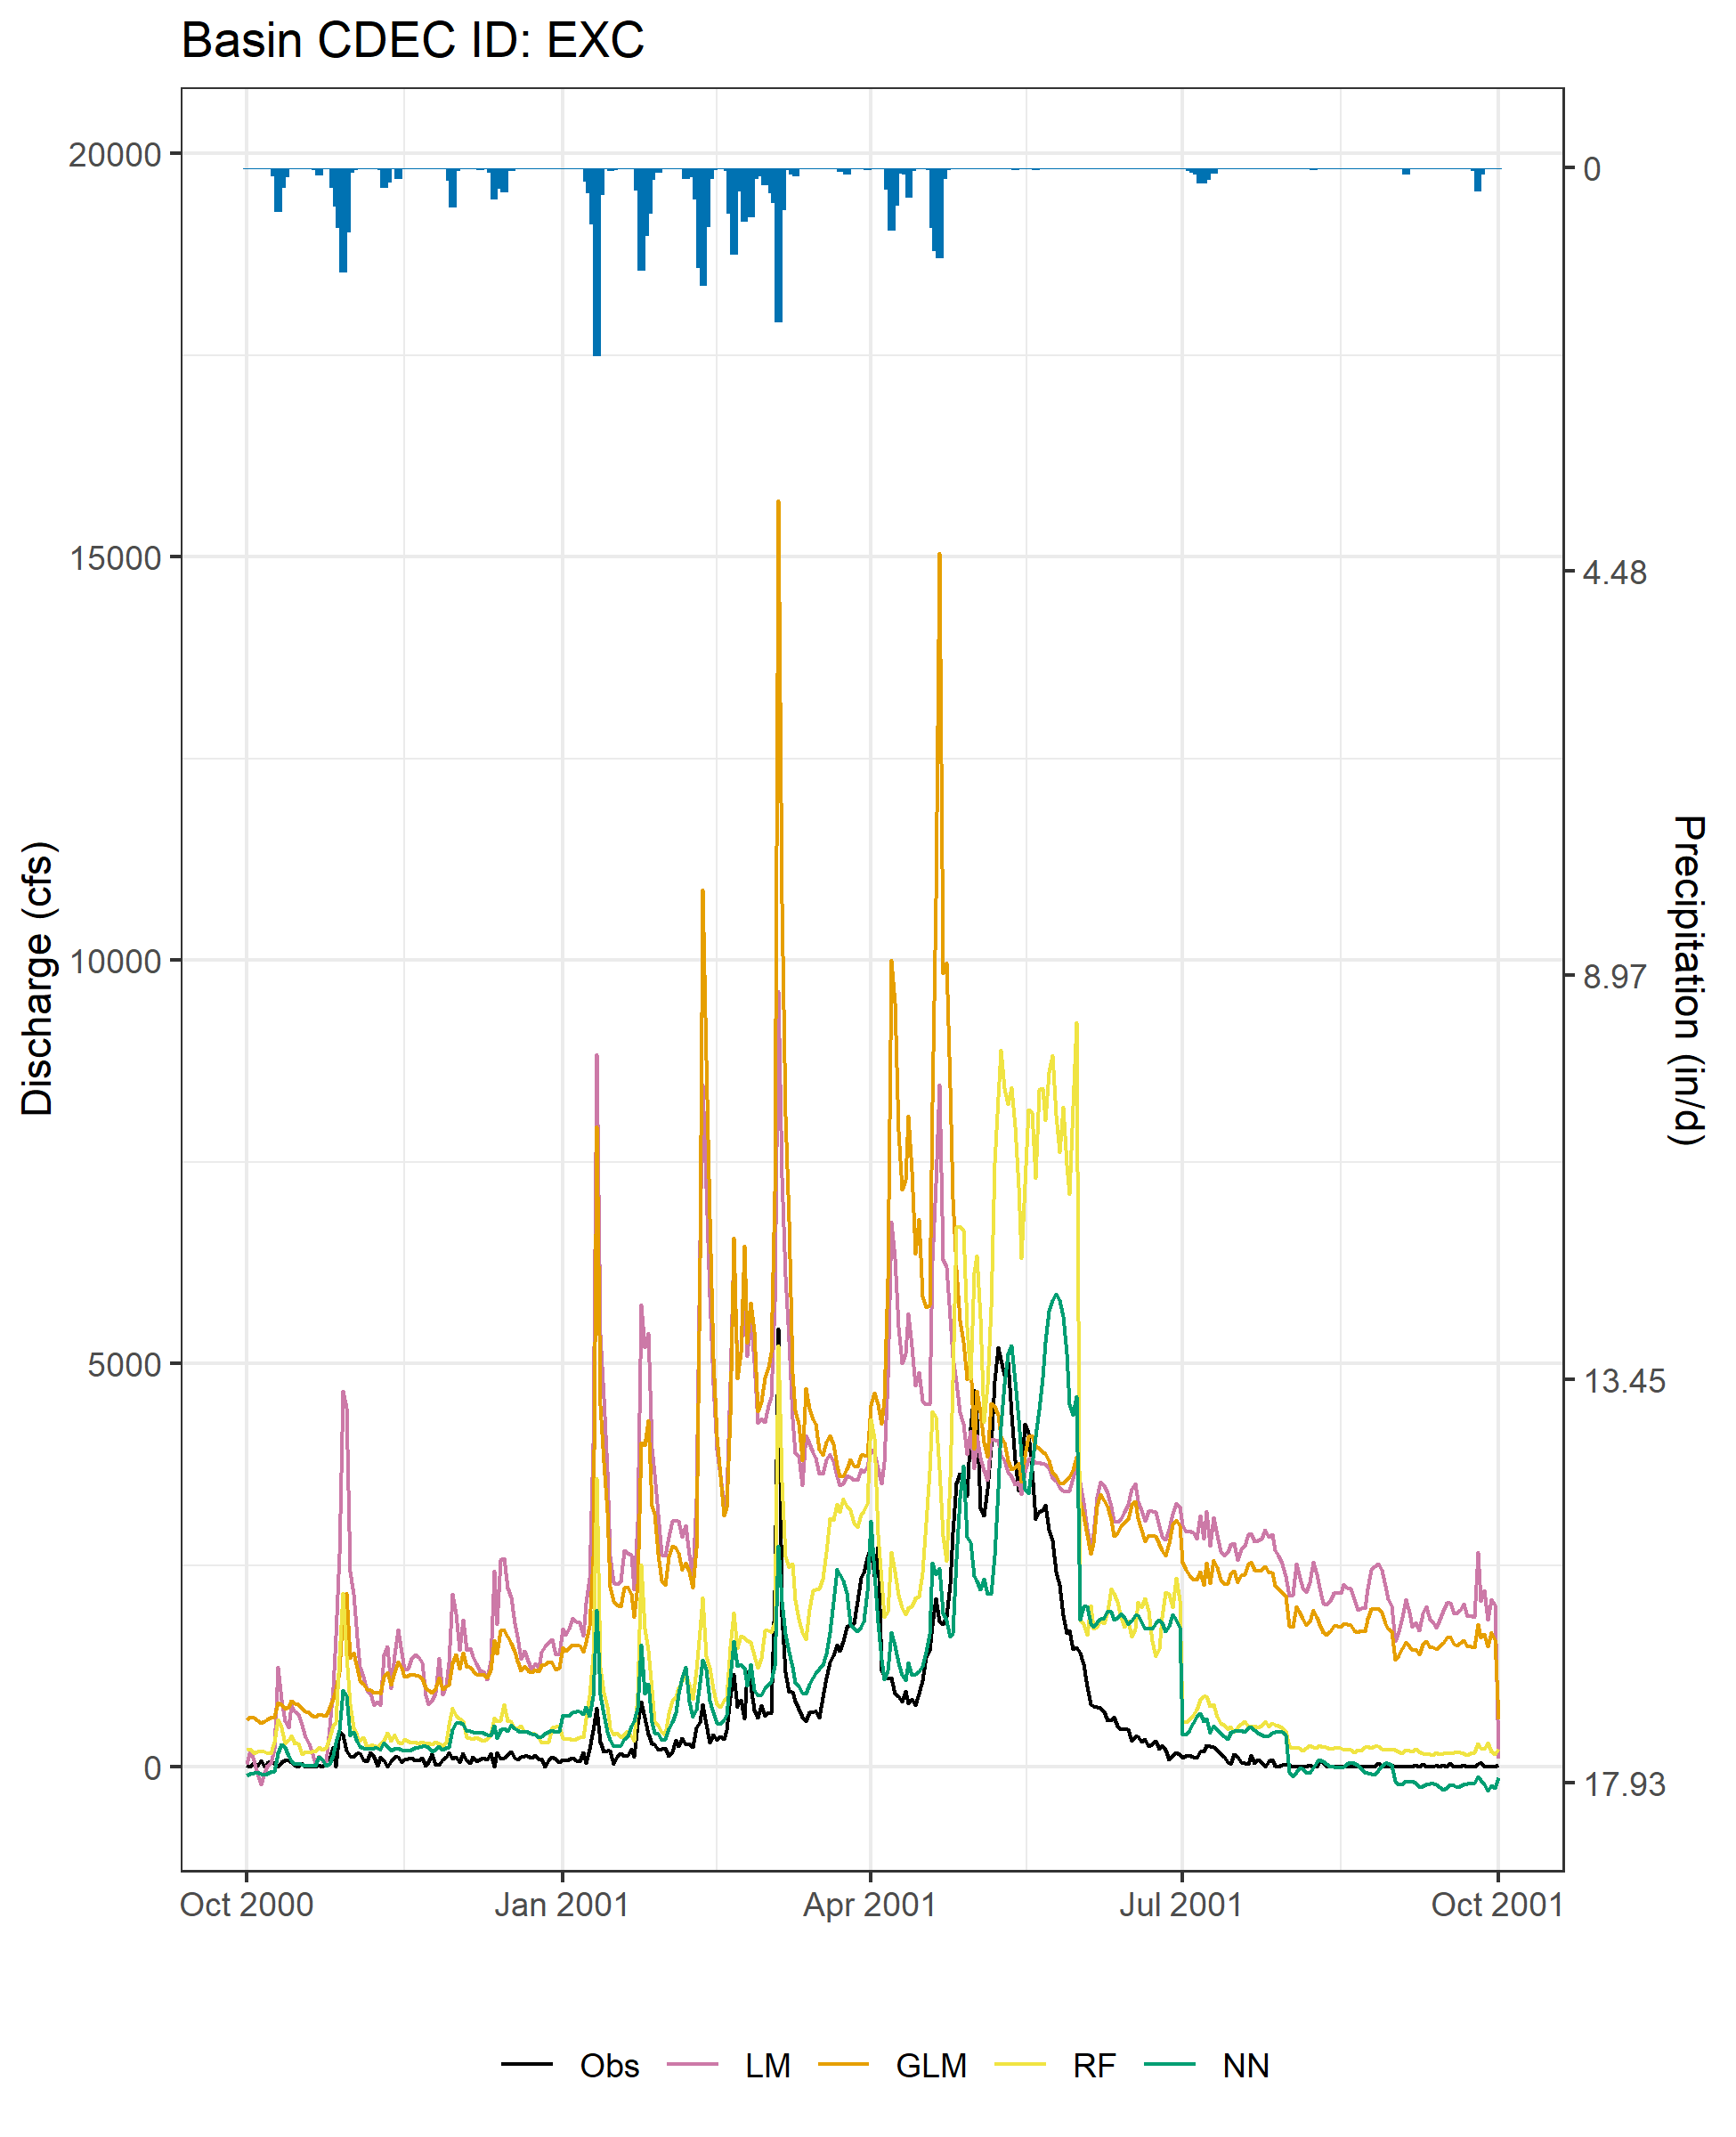 Basin CDEC ID: EXC
20000
15000
10000
5000
0
Discharge (cfs)
0
4.48
8.97
13.45
17.93
Precipitation (in/d)
Oct 2000
Jan 2001
Apr 2001
Jul 2001
Oct 2001
Obs
LM
GLM
RF
NN